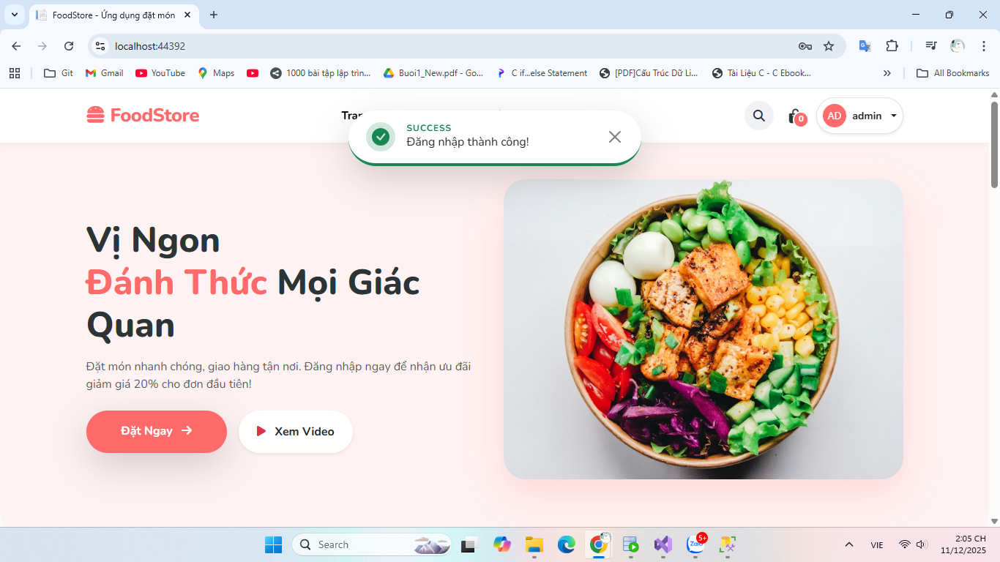 FoodStore - Ứng dụng đặt món
localhost:44392
Git
Gmail
YouTube
Maps
1000 bài tập lập trìn...
Buoi1_New.pdf - Go...
C if...else Statement
[PDF]Cấu Trúc Dữ Li...
Tài Liệu C - C Ebook...
All Bookmarks
FoodStore
0
AD
admin
SUCCESS
Đăng nhập thành công!
Vị Ngon
Đánh Thức Mọi Giác
Quan
Đặt món nhanh chóng, giao hàng tận nơi. Đăng nhập ngay để nhận ưu đãi
giảm giá 20% cho đơn đầu tiên!
Đặt Ngay
Xem Video
Search
Zalo
5+
VIE
2:05 CH
11/12/2025